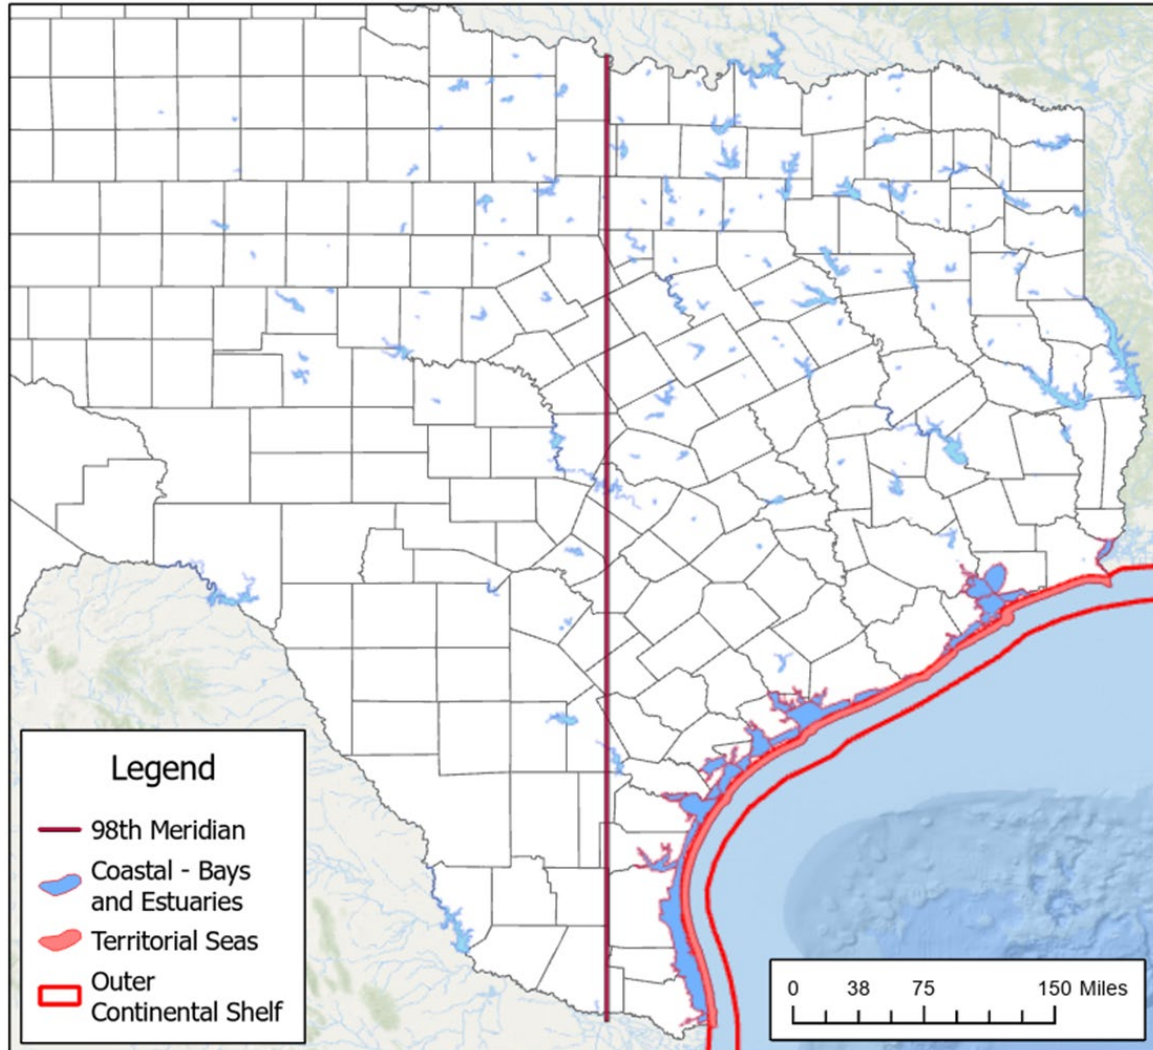 Legend
98th Meridian
Coastal - Bays
and Estuaries
Territorial Seas
Outer
Continental Shelf
0 38 75 150 Miles